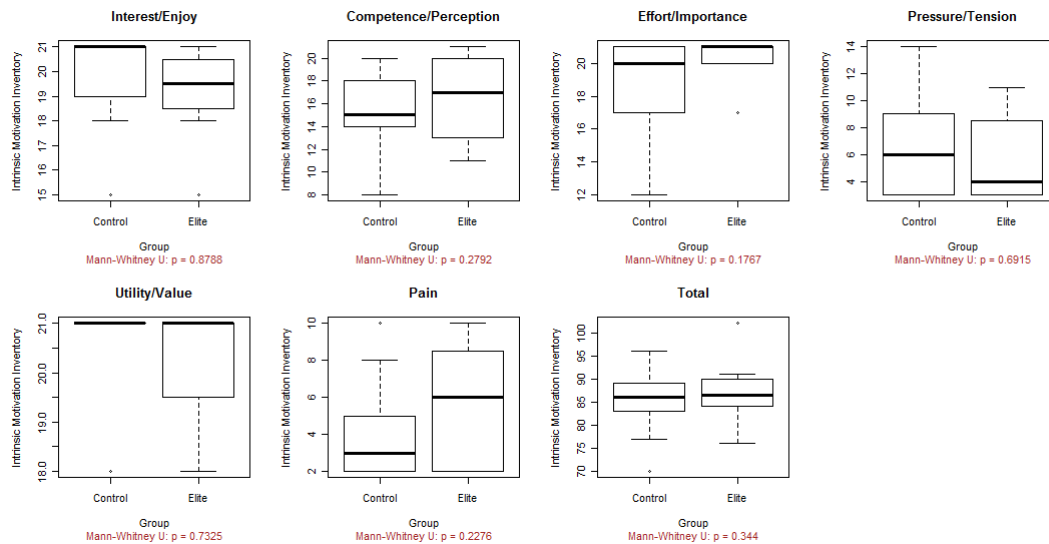 Interest/Enjoy
Intrinsic Motivation Inventory
21
20
19
18
17
16
15
Control Elite
Group
Mann-Whitney U: p = 0.8788
Competence/Perception
Intrinsic Motivation Inventory
20
18
16
14
12
10
8
Control Elite
Group
Mann-Whitney U: p = 0.2792
Effort/Importance
Intrinsic Motivation Inventory
20
18
16
14
12
Control Elite
Group
Mann-Whitney U: p = 0.1767
Pressure/Tension
Intrinsic Motivation Inventory
14
12
10
8
6
4
Control Elite
Group
Mann-Whitney U: p = 0.6915
Utility/Value
Intrinsic Motivation Inventory
21.0
20.0
19.0
18.0
Control Elite
Group
Mann-Whitney U: p = 0.7325
Pain
Intrinsic Motivation Inventory
10
8
6
4
2
Control Elite
Group
Mann-Whitney U: p = 0.2276
Total
Intrinsic Motivation Inventory
100
95
90
85
80
75
70
Control Elite
Group
Mann-Whitney U: p = 0.344